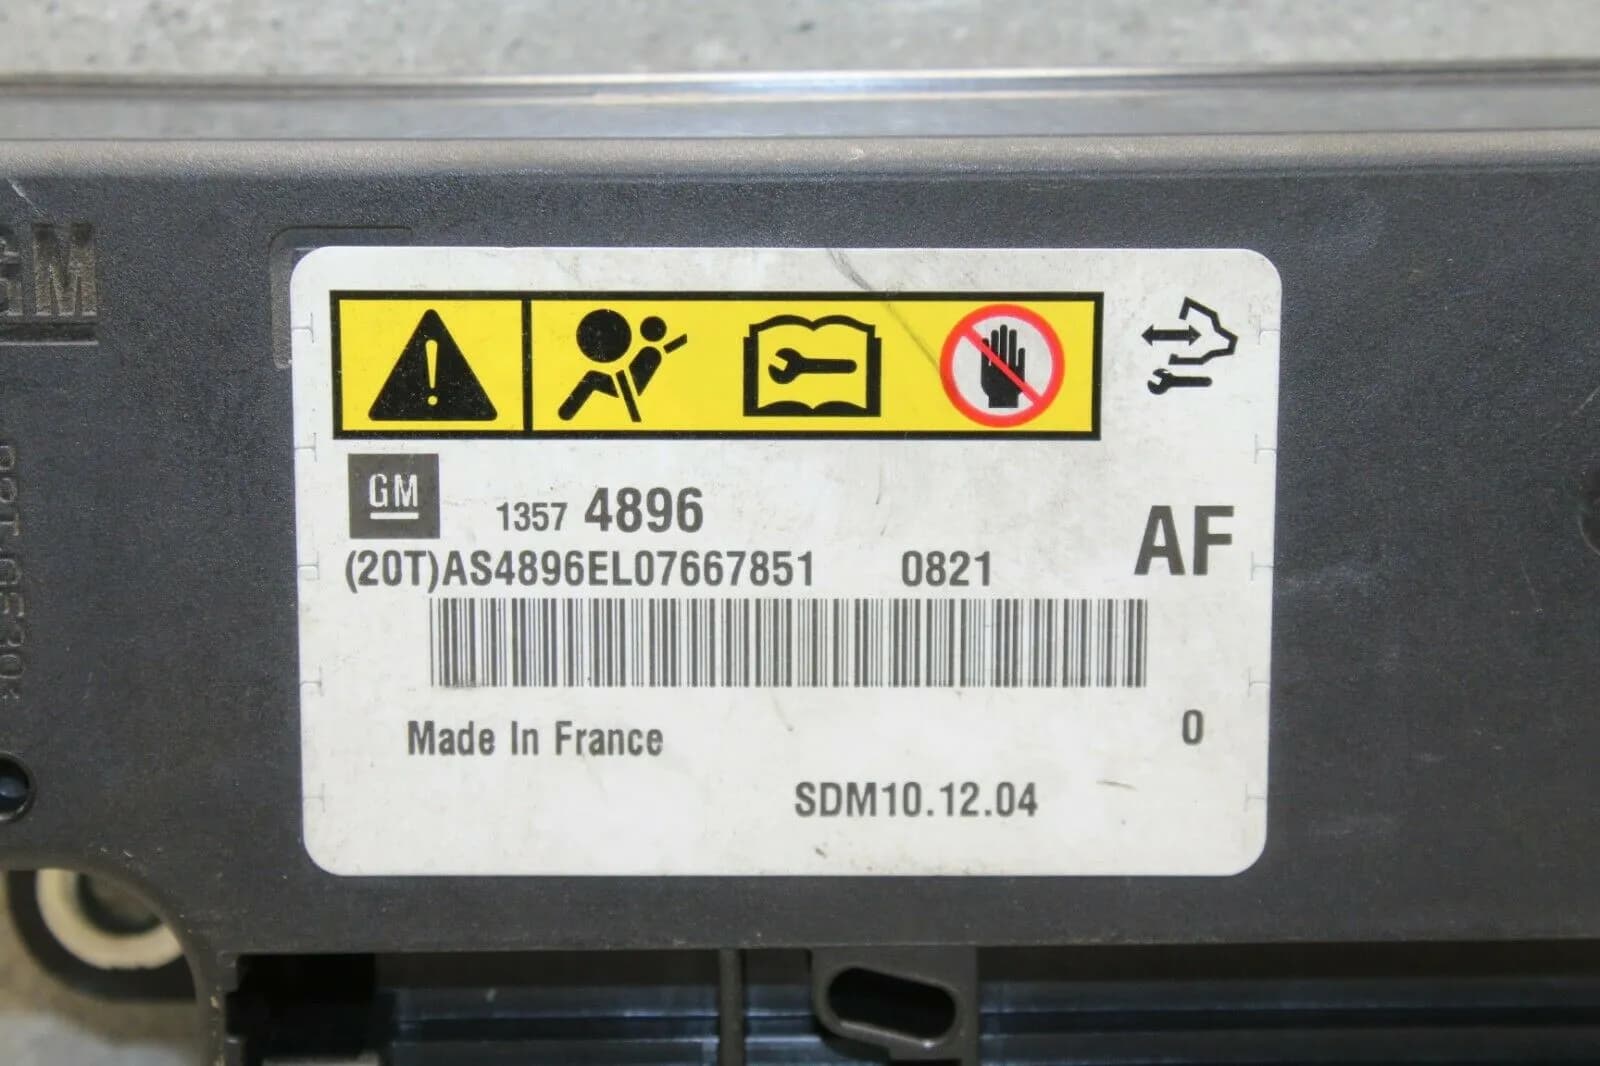 GM
GM
1357 4896
(20T)AS4896EL07667851 0821
AF
Made In France
0
SDM10.12.04